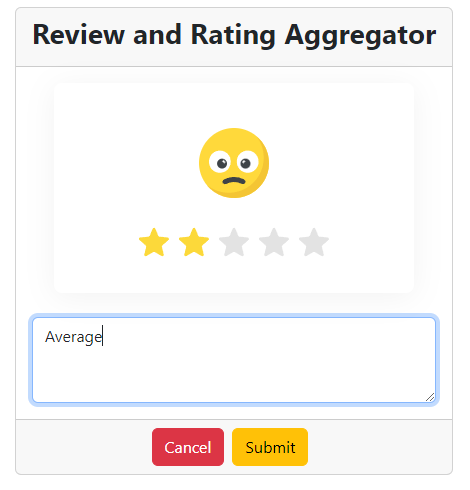 Review and Rating Aggregator
Average
Cancel Submit